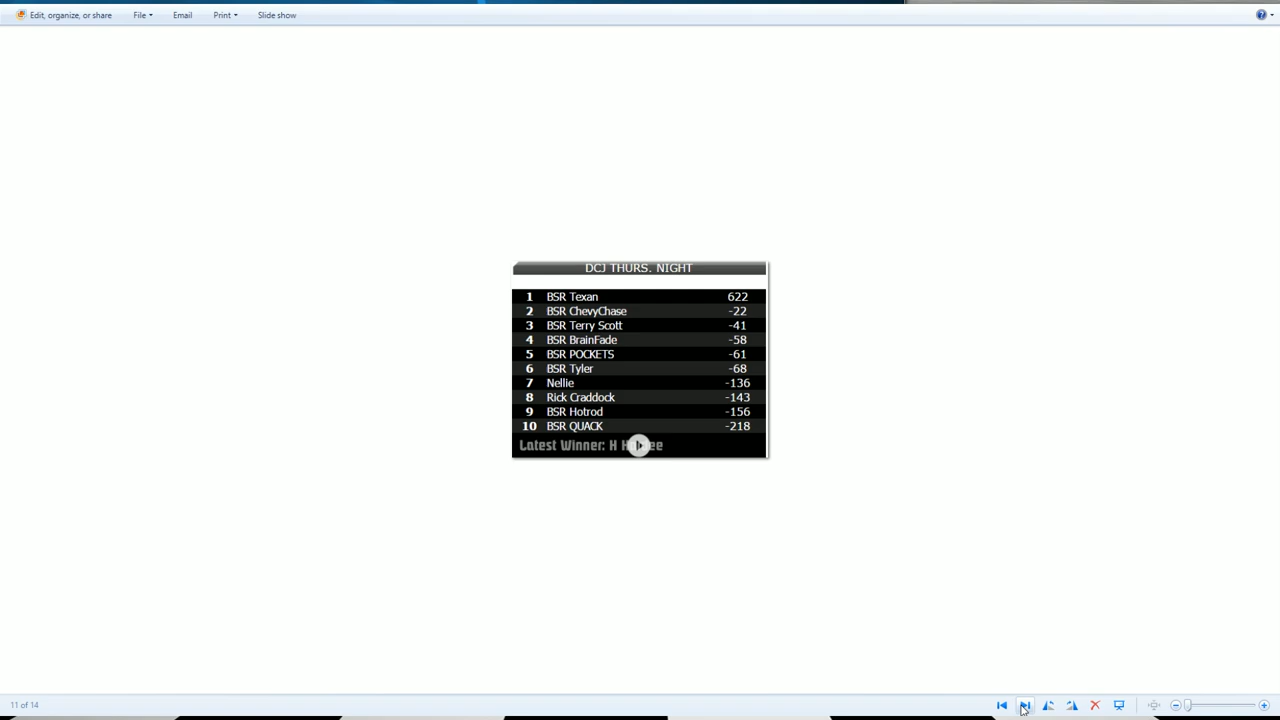 Edit, organize, or share File Email Print Slide show
DCJ THURS. NIGHT
1 BSR Texan 622
2 BSR ChevyChase -22
3 BSR Terry Scott -41
4 BSR BrainFade -58
5 BSR POCKETS -61
6 BSR Tyler -68
7 Nellie -136
8 Rick Craddock -143
9 BSR Hotrod -156
10 BSR QUACK -218
Latest Winner: H
11 of 14